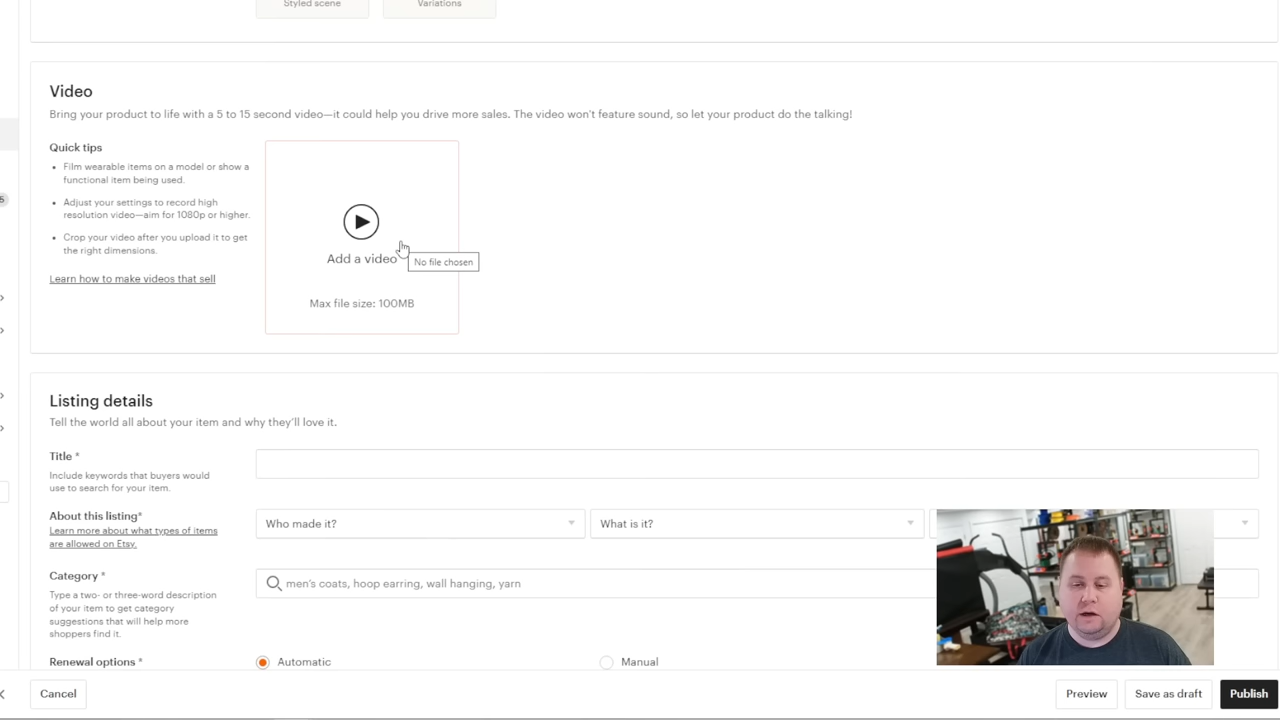 Styled scene
Variations
Video
Bring your product to life with a 5 to 15 second video—it could help you drive more sales. The video won't feature sound, so let your product do the talking!
Quick tips
Film wearable items on a model or show a
functional item being used.
Adjust your settings to record high
resolution video—aim for 1080p or higher.
Crop your video after you upload it to get
the right dimensions.
Learn how to make videos that sell
Add a video
No file chosen
Max file size: 100MB
5
Listing details
Tell the world all about your item and why they'll love it.
Title *
Include keywords that buyers would
use to search for your item.
About this listing*
Learn more about what types of items
are allowed on Etsy.
Who made it?
What is it?
Category *
Type a two- or three-word description
of your item to get category
suggestions that will help more
shoppers find it.
men's coats, hoop earring, wall hanging, yarn
Renewal options *
Automatic
Manual
Cancel
Preview
Save as draft
Publish